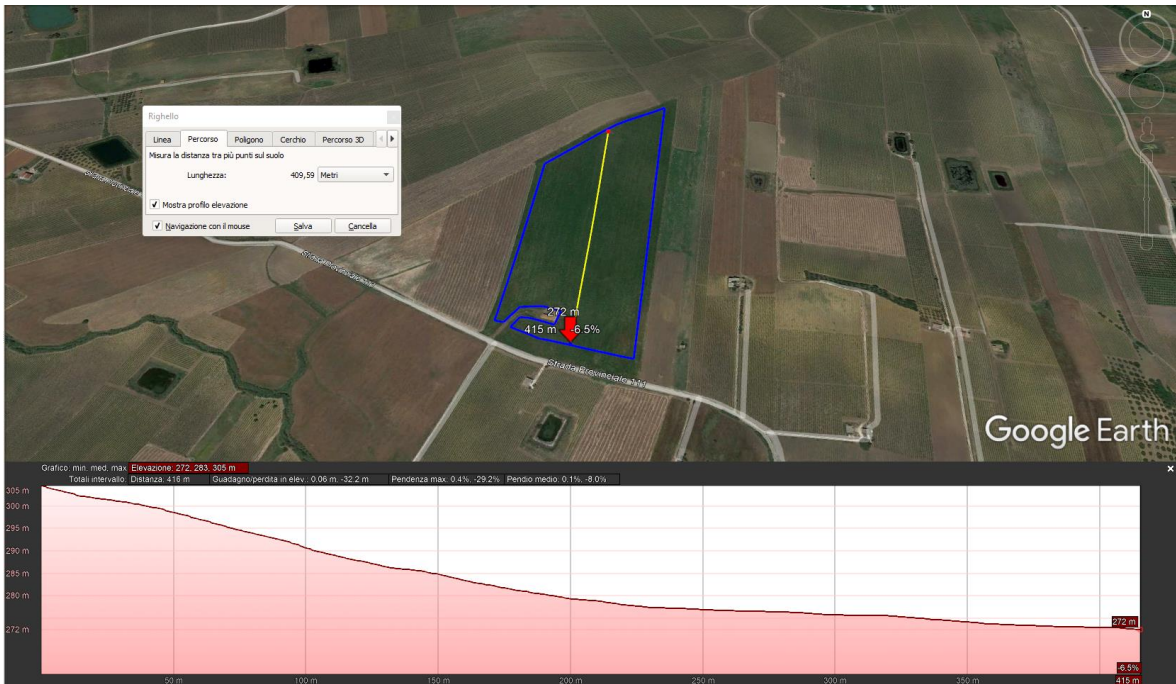 N
Righello
Linea Percorso Poligono Cerchio Percorso 3D
Misura la distanza tra più punti sul suolo
Lunghezza: 409,59 Metri
Mostra profilo elevazione
Navigazione con il mouse Salva Cancella
272 m
415 m -6.5%
Strada Provinciale 111
Google Earth
Grafico: min, med, max Elevazione: 272, 283, 305 m
Totali intervallo: Distanza: 416 m Guadagno/perdita in elev.: 0.06 m, -32.2 m Pendenza max: 0.4%, -29.2% Pendio medio: 0.1%, -8.0%
305 m
300 m
295 m
290 m
285 m
280 m
272 m
272 m
-6.5%
50 m 100 m 150 m 200 m 250 m 300 m 350 m 415 m